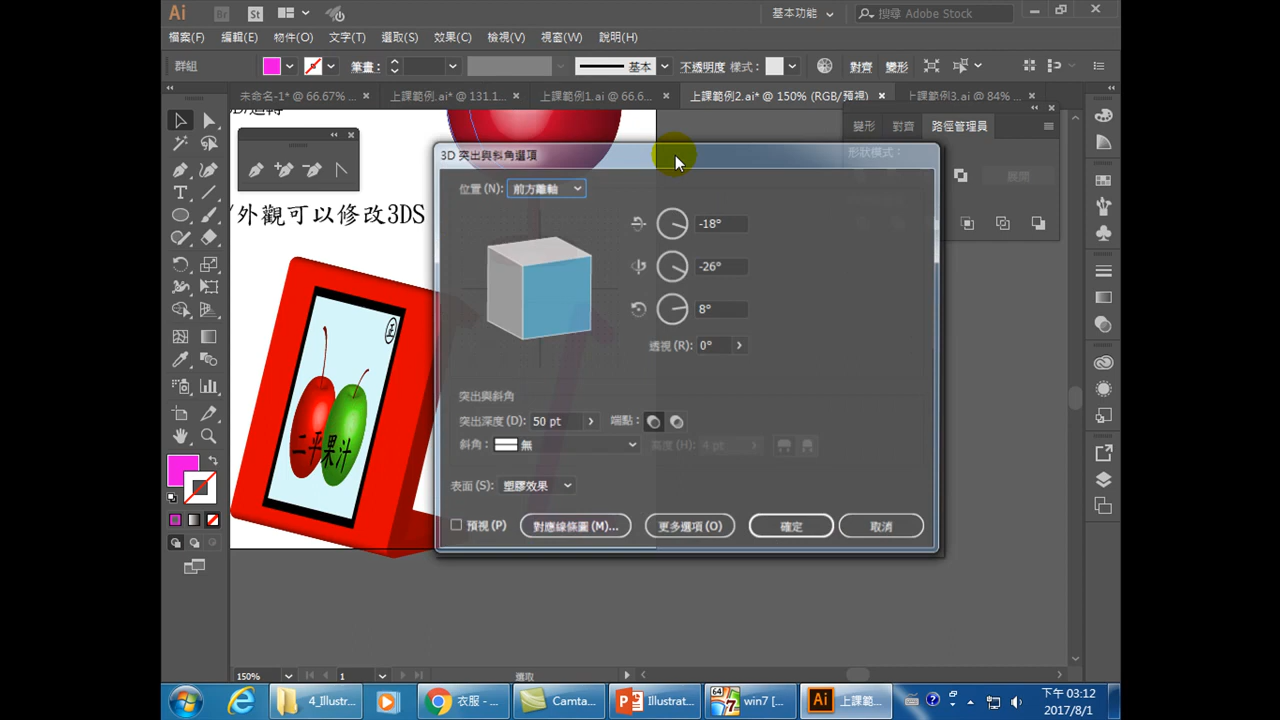 Ai Br St 基本功能 搜尋 Adobe Stock
檔案(F) 編輯(E) 物件(O) 文字(T) 選取(S) 效果(C) 檢視(V) 視窗(W) 說明(H)
群組 筆畫: 基本 不透明度 樣式: 對齊 變形
未命名-1* @ 66.67% ... 上課範例.ai* @ 131.1... 上課範例1.ai @ 66.6... 上課範例2.ai* @ 150% (RGB/預視) 上課範例3.ai @ 84% ...
變形 對齊 路徑管理員
形狀模式:
展開
/外觀可以修改3DS
二平果汁
3D 突出與斜角選項
位置 (N): 前方離軸
-18°
-26°
8°
透視 (R): 0°
突出與斜角
突出深度 (D): 50 pt 端點:
斜角: 無 高度 (H): 4 pt
表面 (S): 塑膠效果
預視 (P) 對應線條圖 (M)... 更多選項 (O) 確定 取消
150% 1 選取
4_Illustr... 衣服 - ... Camta... Illustrat... win7 [... 上課範...
下午 03:12
2017/8/1